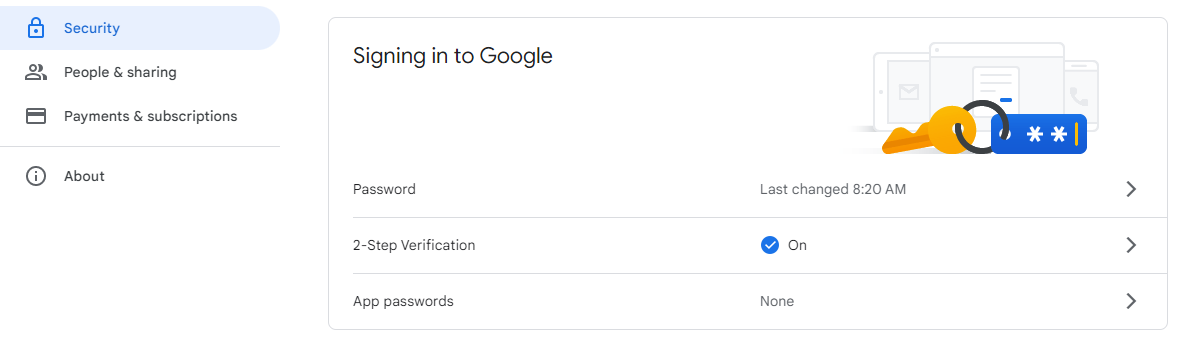 Security
People & sharing
Payments & subscriptions
About
Signing in to Google
**
Password
Last changed 8:20 AM
2-Step Verification
On
App passwords
None